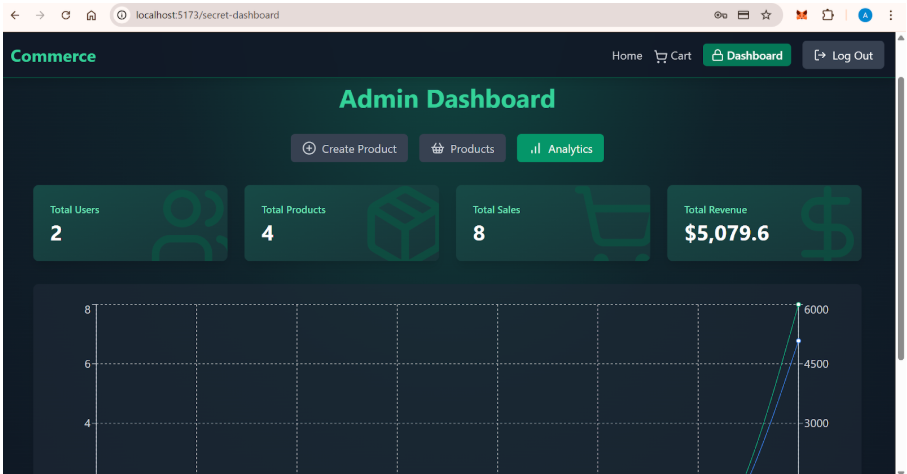 localhost:5173/secret-dashboard
A
Commerce
Home
Cart
Dashboard
Log Out
Admin Dashboard
Create Product
Products
Analytics
Total Users
2
Total Products
4
Total Sales
8
Total Revenue
$5,079.6
8
6000
6
4500
4
3000